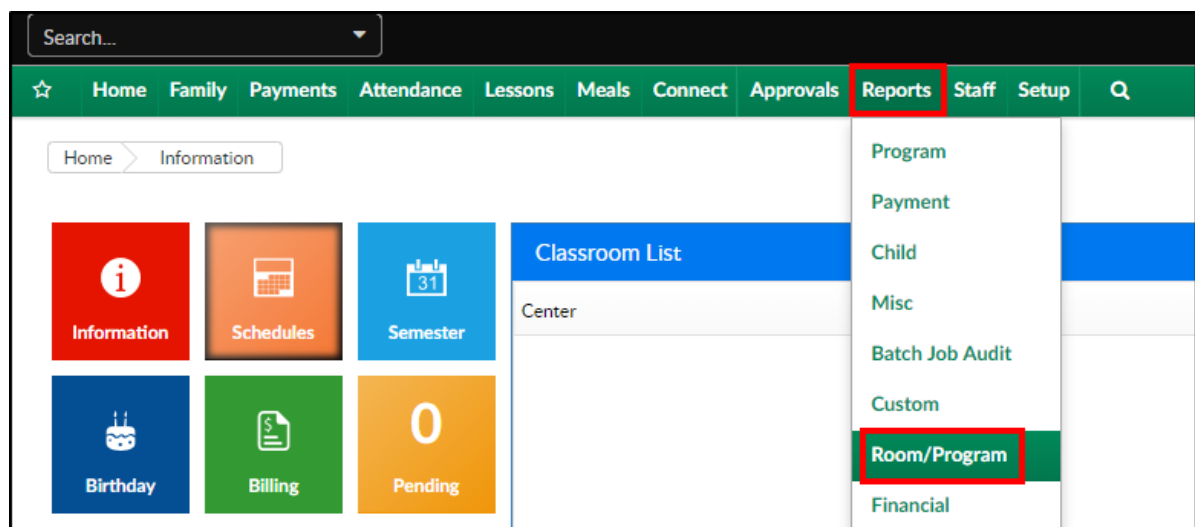 Search...
Home Family Payments Attendance Lessons Meals Connect Approvals Reports Staff Setup
Home Information
Program
Payment
Child
Misc
Batch Job Audit
Custom
Room/Program
Financial
Information
Schedules
31
Semester
Birthday
$
Billing
0
Pending
Classroom List
Center